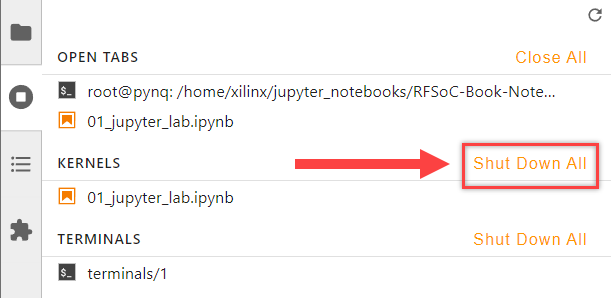 OPEN TABS
Close All
root@pynq: /home/xilinx/jupyter_notebooks/RFSoC-Book-Note...
01_jupyter_lab.ipynb
KERNELS
Shut Down All
01_jupyter_lab.ipynb
TERMINALS
Shut Down All
terminals/1